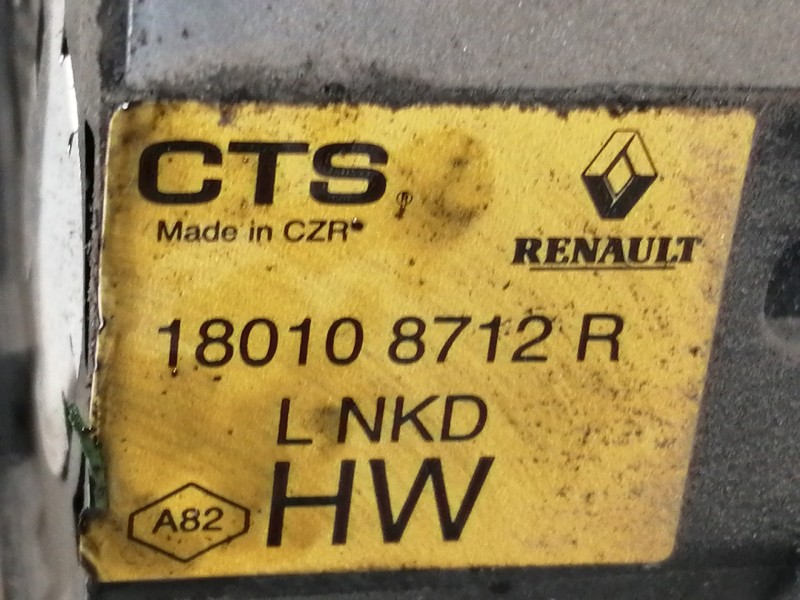 CTS
Made in CZR
RENAULT
18010 8712 R
L NKD
HW
A82